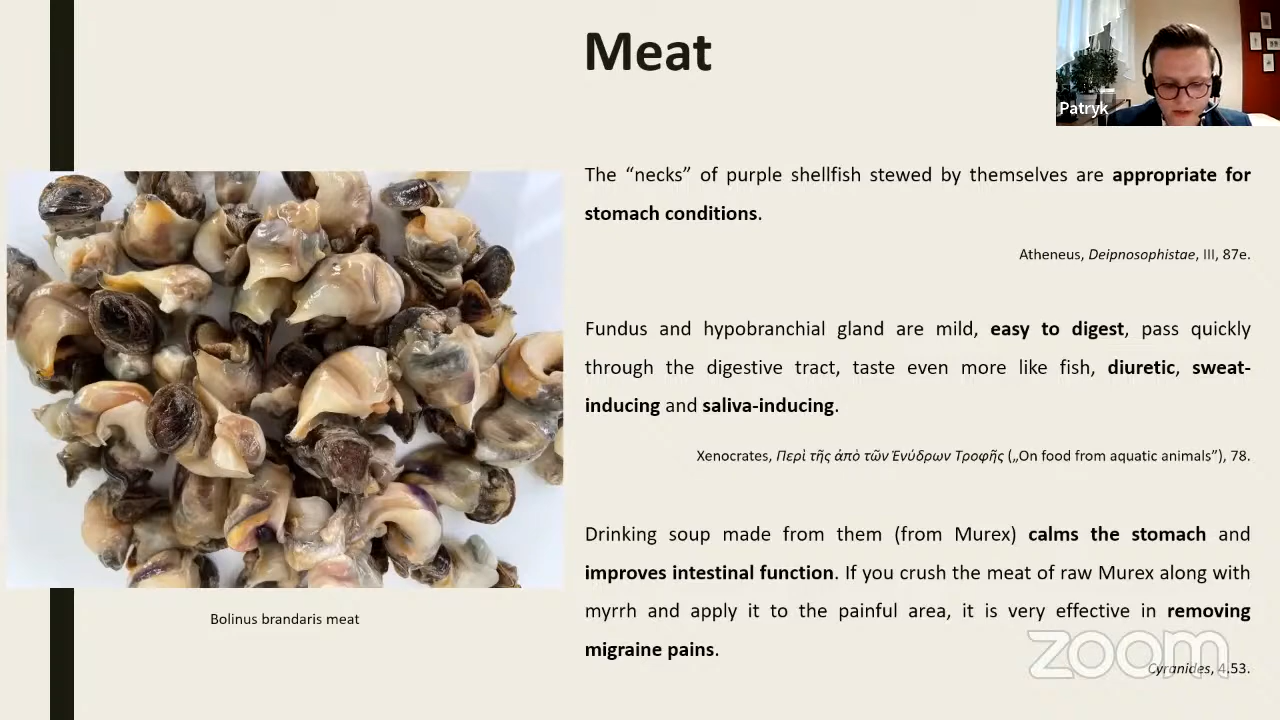 Meat
Patryk
The “necks” of purple shellfish stewed by themselves are appropriate for
stomach conditions.
Atheneus, Deipnosophistae, III, 87e.
Fundus and hypobranchial gland are mild, easy to digest, pass quickly
through the digestive tract, taste even more like fish, diuretic, sweat-
inducing and saliva-inducing.
Xenocrates, Περὶ τῆς ἀπὸ τῶν Ἐνύδρων Τροφῆς („On food from aquatic animals”), 78.
Drinking soup made from them (from Murex) calms the stomach and
improves intestinal function. If you crush the meat of raw Murex along with
myrrh and apply it to the painful area, it is very effective in removing
migraine pains.
Cyranides, 4.53.
Bolinus brandaris meat
zoom